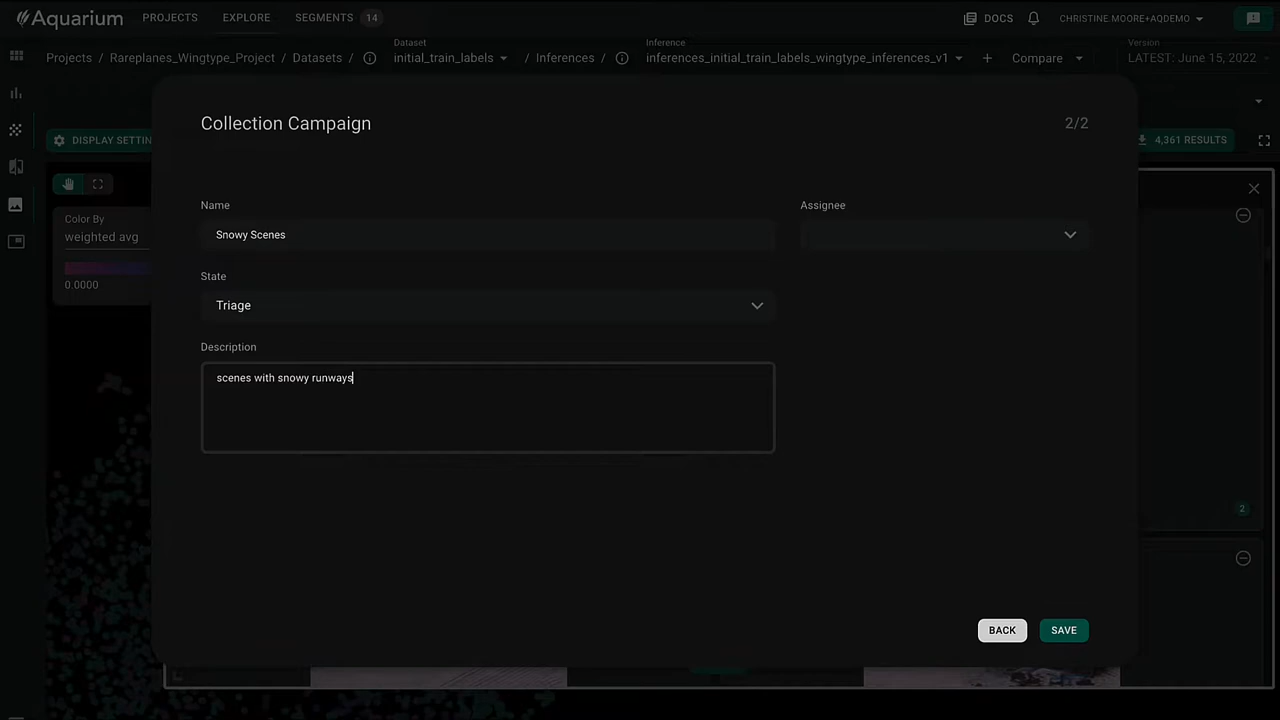 Aquarium PROJECTS EXPLORE SEGMENTS 14 DOCS CHRISTINE.MOORE+AQDEMO
Dataset Inference Version
Projects / Rareplanes_Wingtype_Project / Datasets / initial_train_labels / Inferences / inferences_initial_train_labels_wingtype_inferences_v1 + Compare LATEST: June 15, 2022
Collection Campaign 2/2
DISPLAY SETTIN 4,361 RESULTS
Name Assignee
Color By
Snowy Scenes
weighted avg
State
0.0000
Triage
Description
scenes with snowy runways
2
BACK SAVE